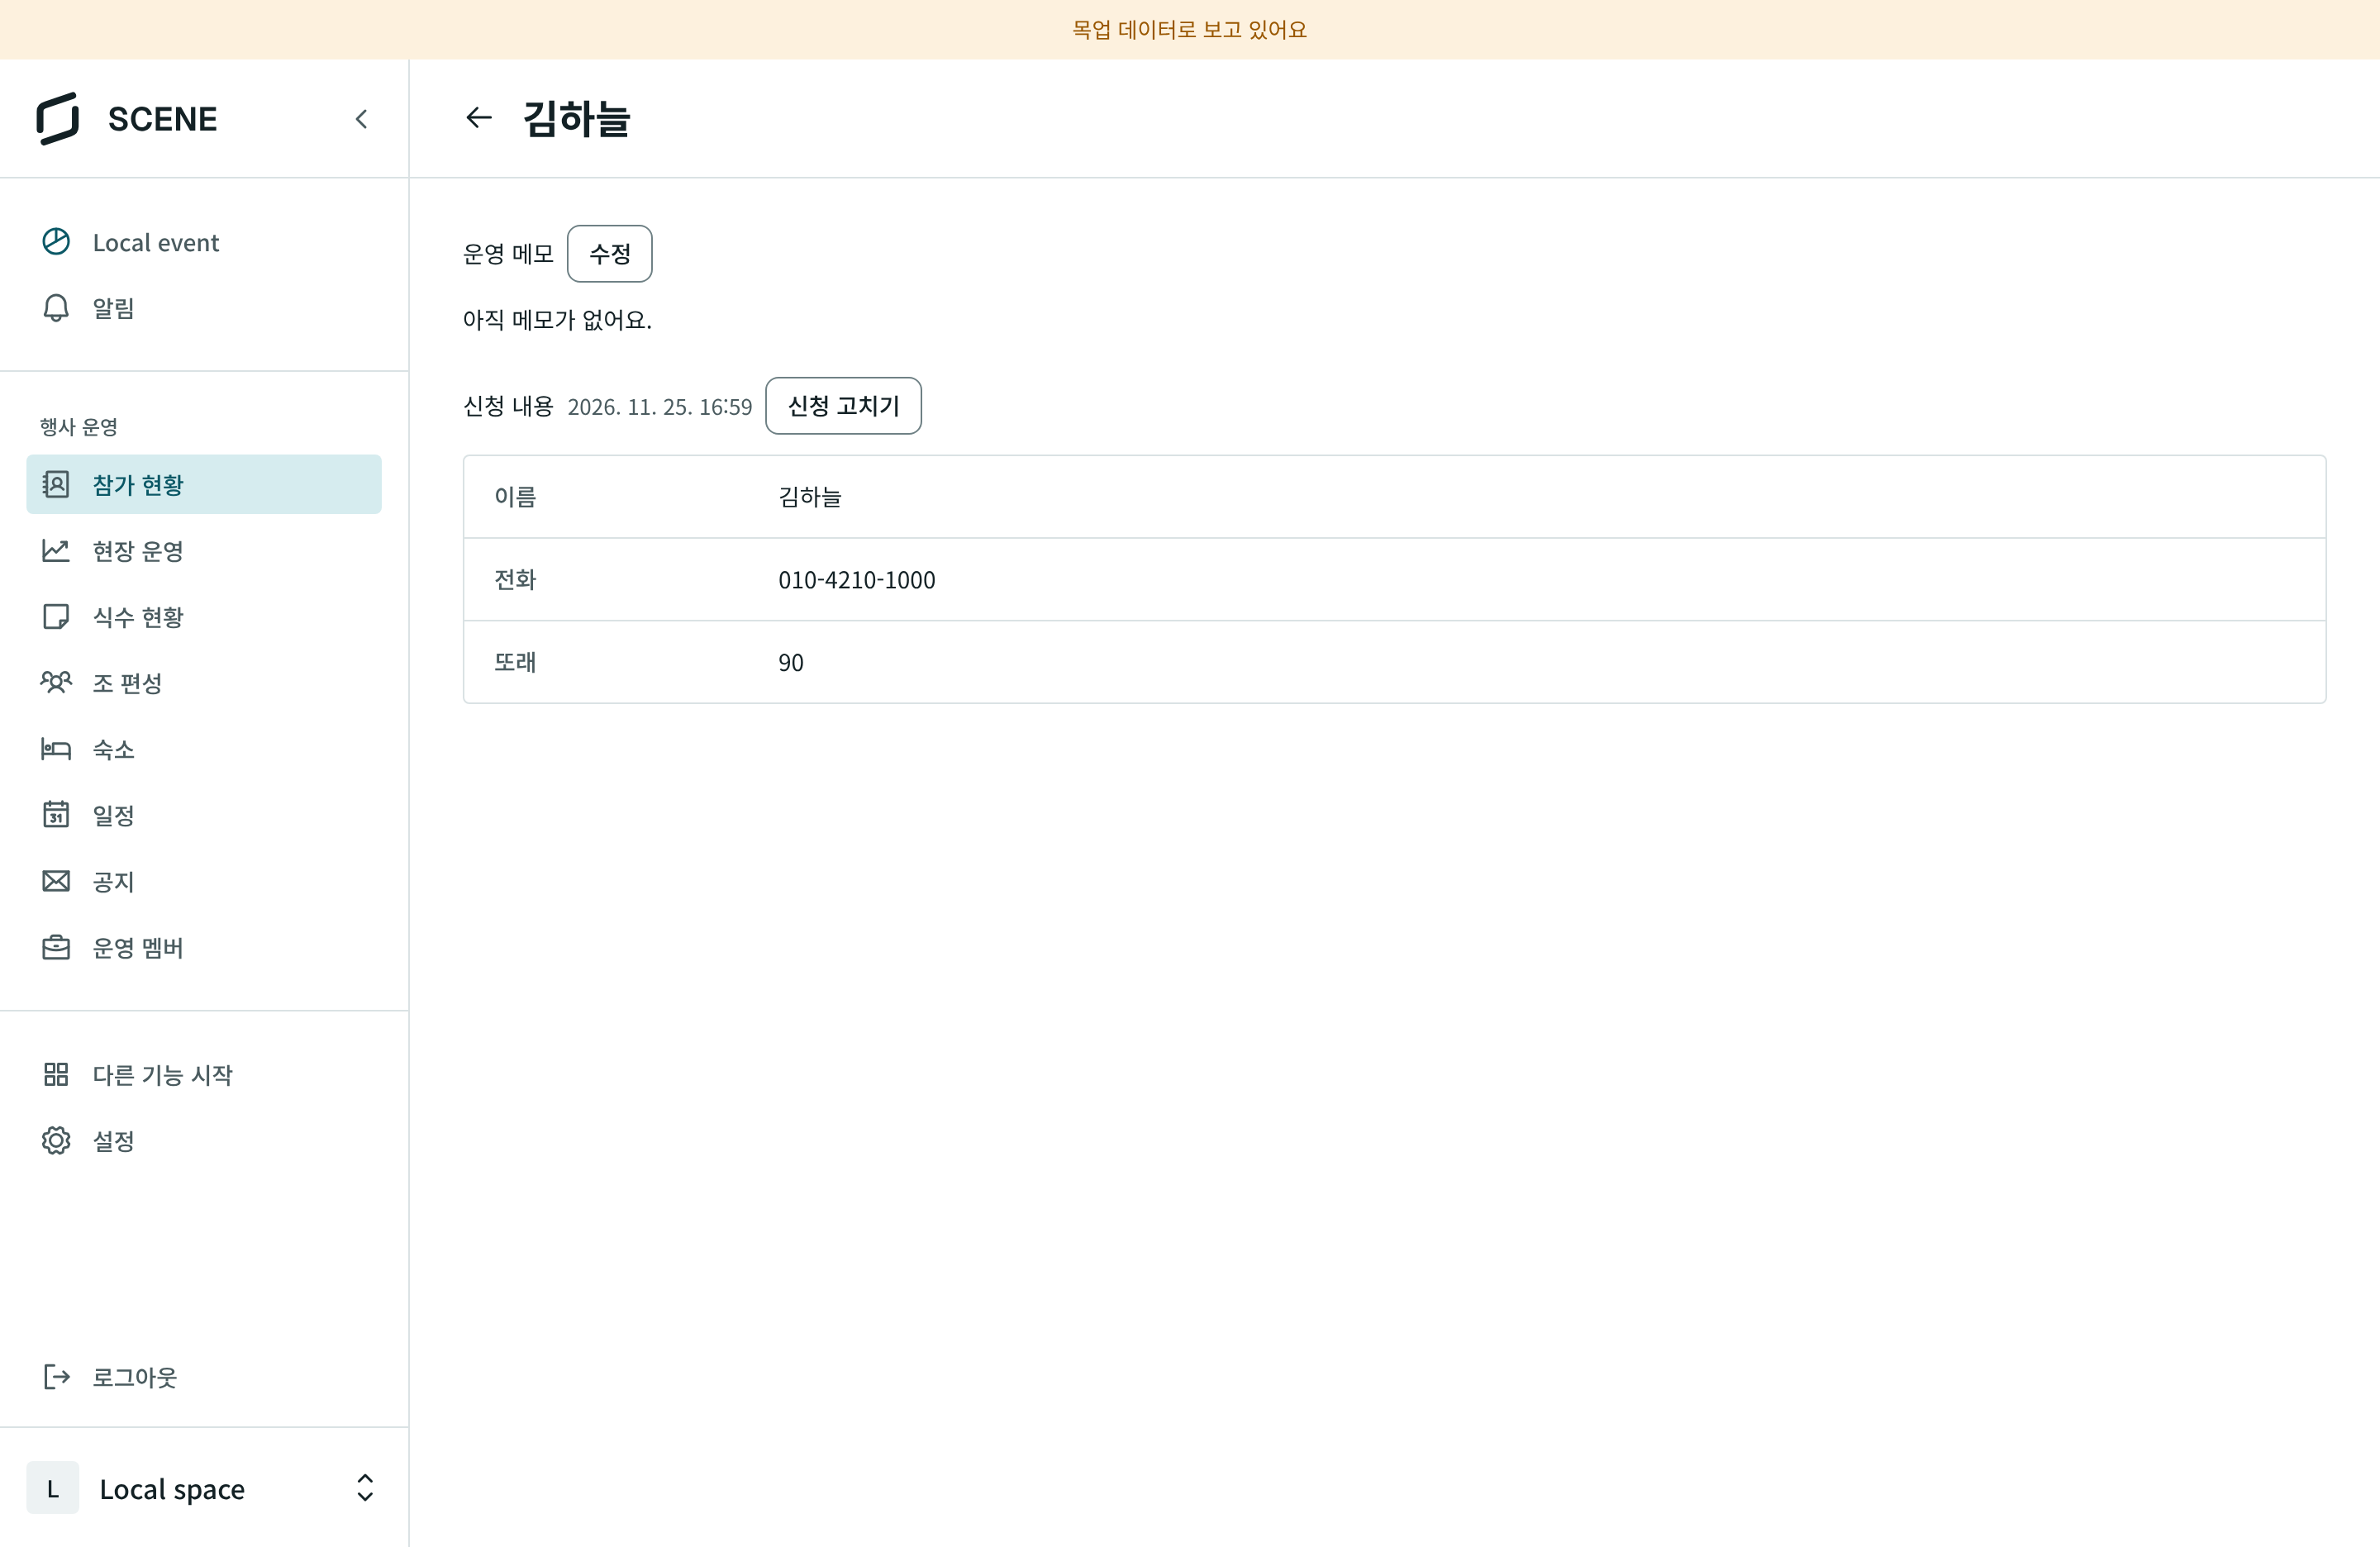 목업 데이터로 보고 있어요
SCENE
김하늘
Local event
알림
행사 운영
참가 현황
현장 운영
식수 현황
조 편성
숙소
31
일정
공지
운영 멤버
다른 기능 시작
설정
로그아웃
L Local space
운영 메모 수정
아직 메모가 없어요.
신청 내용 2026. 11. 25. 16:59 신청 고치기
이름 김하늘
전화 010-4210-1000
또래 90